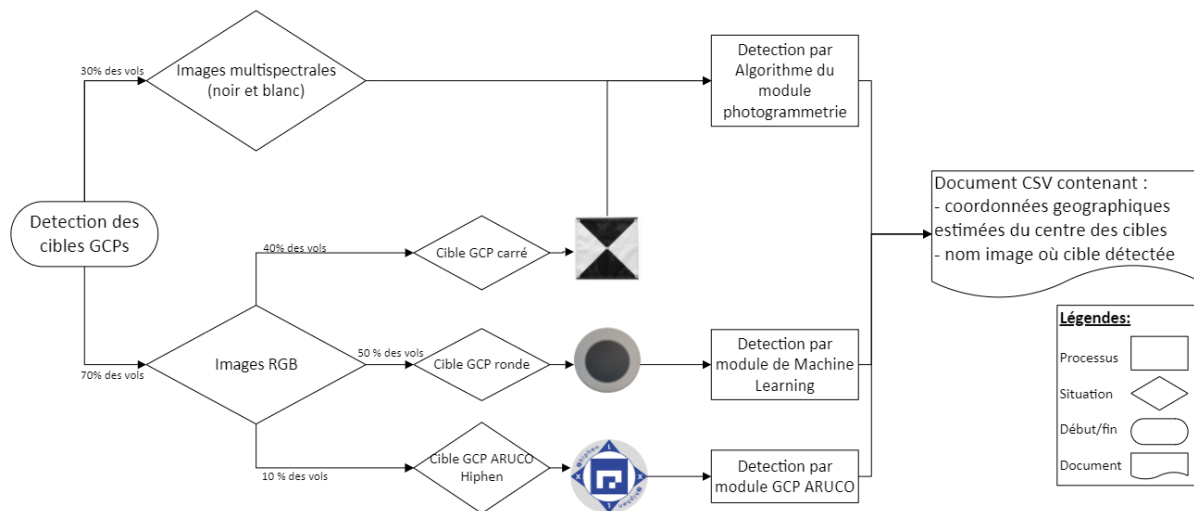 Detection des
cibles GCPs
30% des vols
Images multispectrales
(noir et blanc)
Detection par
Algorithme du
module
photogrammetrie
70% des vols
Images RGB
40% des vols
Cible GCP carré
50 % des vols
Cible GCP ronde
Detection par
module de Machine
Learning
10 % des vols
Cible GCP ARUCO
Hiphen
hiphen
hiphen
Detection par
module GCP ARUCO
Document CSV contenant :
- coordonnées geographiques
estimées du centre des cibles
- nom image où cible détectée
Légendes:
Processus
Situation
Début/fin
Document